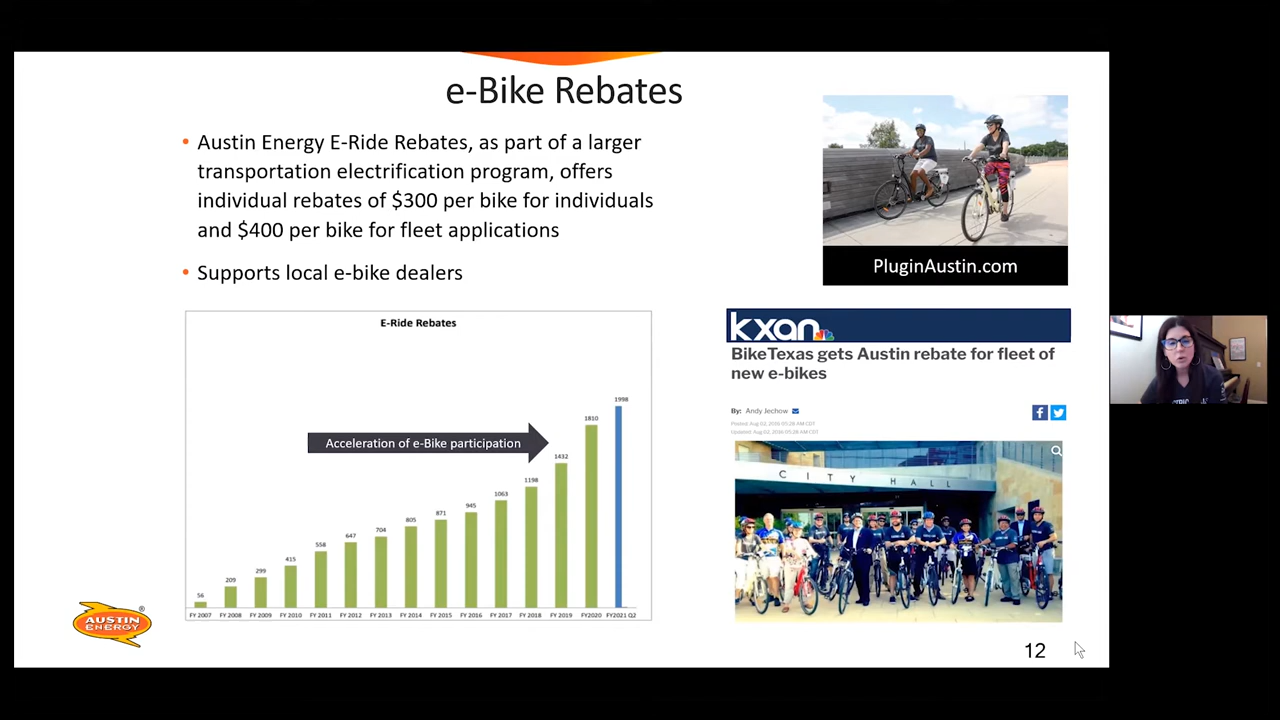 e-Bike Rebates
• Austin Energy E-Ride Rebates, as part of a larger
transportation electrification program, offers
individual rebates of $300 per bike for individuals
and $400 per bike for fleet applications
• Supports local e-bike dealers
PluginAustin.com
E-Ride Rebates
Acceleration of e-Bike participation
56
209
299
415
558
647
704
805
871
945
1063
1198
1432
1810
1998
FY 2007 FY 2008 FY 2009 FY 2010 FY 2011 FY 2012 FY 2013 FY 2014 FY 2015 FY 2016 FY 2017 FY 2018 FY 2019 FY2020 FY2021 Q2
kxan
BikeTexas gets Austin rebate for fleet of
new e-bikes
By: Andy Jechow
Posted: Aug 02, 2016 05:28 AM CDT
Updated: Aug 02, 2016 05:28 AM CDT
CITY HALL
AUSTIN
ENERGY
®
12